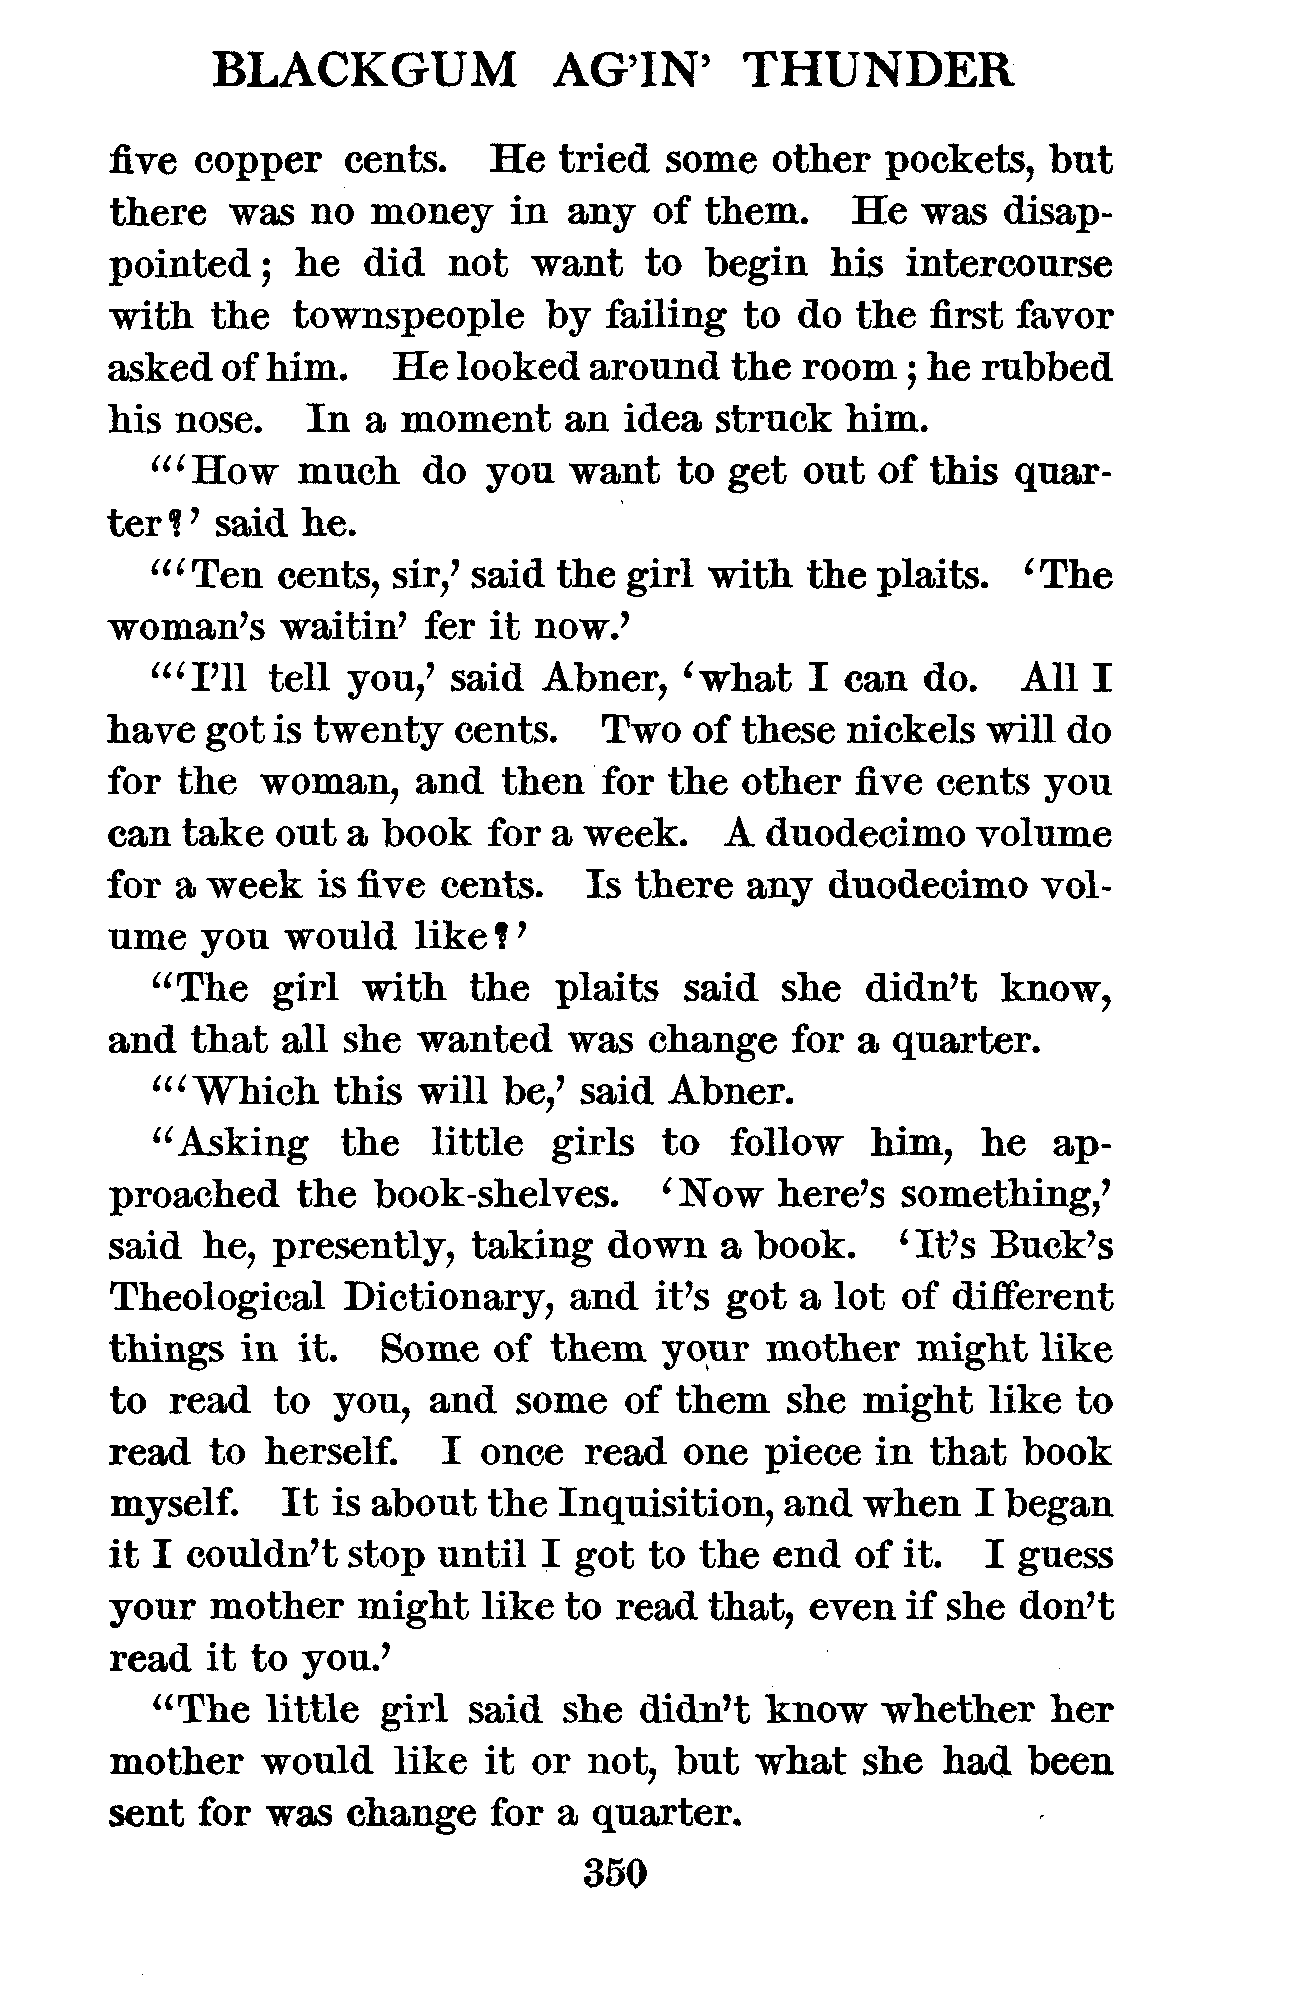 BLACKGUM AG'IN' THUNDER
five copper cents. He tried some other pockets, but
there was no money in any of them. He was disap-
pointed; he did not want to begin his intercourse
with the townspeople by failing to do the first favor
asked of him. He looked around the room; he rubbed
his nose. In a moment an idea struck him.
"'How much do you want to get out of this quar-
ter?' said he.
"'Ten cents, sir,' said the girl with the plaits. 'The
woman's waitin' fer it now.'
"'I'll tell you,' said Abner, 'what I can do. All I
have got is twenty cents. Two of these nickels will do
for the woman, and then for the other five cents you
can take out a book for a week. A duodecimo volume
for a week is five cents. Is there any duodecimo vol-
ume you would like?'
"The girl with the plaits said she didn't know,
and that all she wanted was change for a quarter.
"'Which this will be,' said Abner.
"Asking the little girls to follow him, he ap-
proached the book-shelves. 'Now here's something,'
said he, presently, taking down a book. 'It's Buck's
Theological Dictionary, and it's got a lot of different
things in it. Some of them your mother might like
to read to you, and some of them she might like to
read to herself. I once read one piece in that book
myself. It is about the Inquisition, and when I began
it I couldn't stop until I got to the end of it. I guess
your mother might like to read that, even if she don't
read it to you.'
"The little girl said she didn't know whether her
mother would like it or not, but what she had been
sent for was change for a quarter.
350